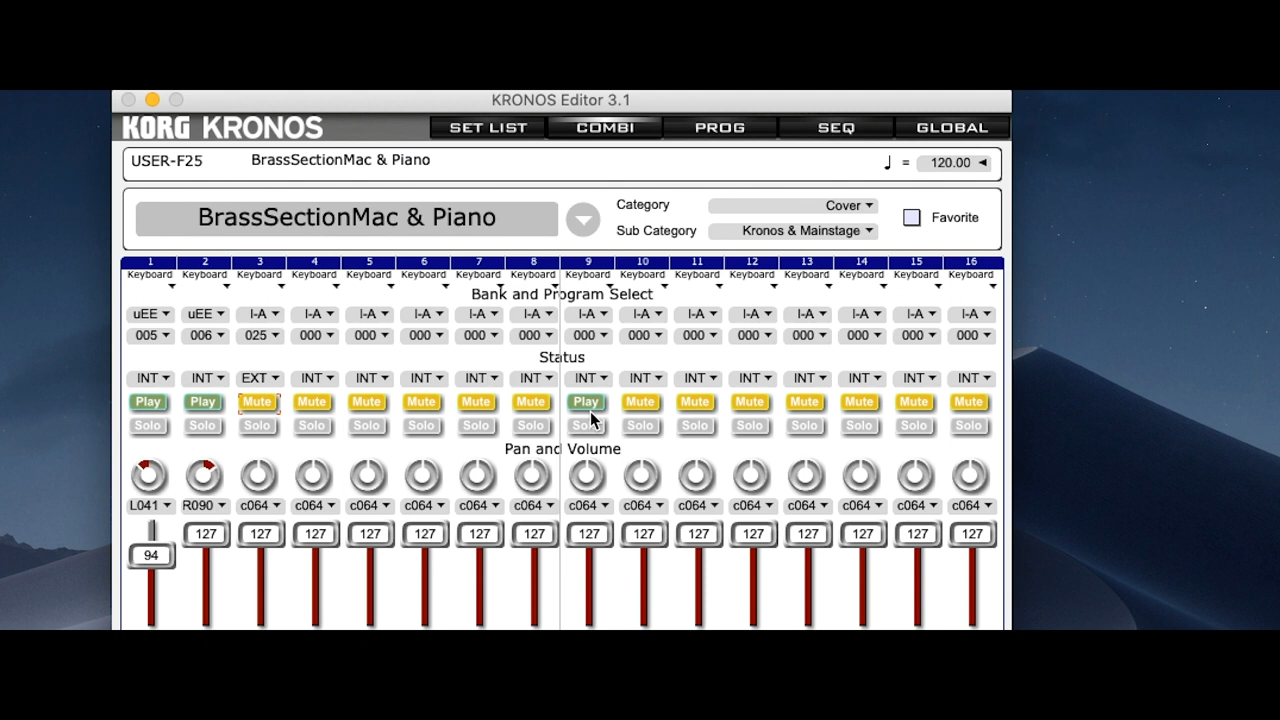 KRONOS Editor 3.1
KORG KRONOS SET LIST COMBI PROG SEQ GLOBAL
USER-F25 BrassSectionMac & Piano ♩ = 120.00
BrassSectionMac & Piano Category Cover Favorite
Sub Category Kronos & Mainstage
1 2 3 4 5 6 7 8 9 10 11 12 13 14 15 16
Keyboard Keyboard Keyboard Keyboard Keyboard Keyboard Keyboard Keyboard Keyboard Keyboard Keyboard Keyboard Keyboard Keyboard Keyboard Keyboard
Bank and Program Select
uEE uEE I-A I-A I-A I-A I-A I-A I-A I-A I-A I-A I-A I-A I-A I-A
005 006 025 000 000 000 000 000 000 000 000 000 000 000 000 000
Status
INT INT EXT INT INT INT INT INT INT INT INT INT INT INT INT INT
Play Play Mute Mute Mute Mute Mute Mute Play Mute Mute Mute Mute Mute Mute Mute
Solo Solo Solo Solo Solo Solo Solo Solo Solo Solo Solo Solo Solo Solo Solo Solo
Pan and Volume
L041 R090 c064 c064 c064 c064 c064 c064 c064 c064 c064 c064 c064 c064 c064 c064
94 127 127 127 127 127 127 127 127 127 127 127 127 127 127 127